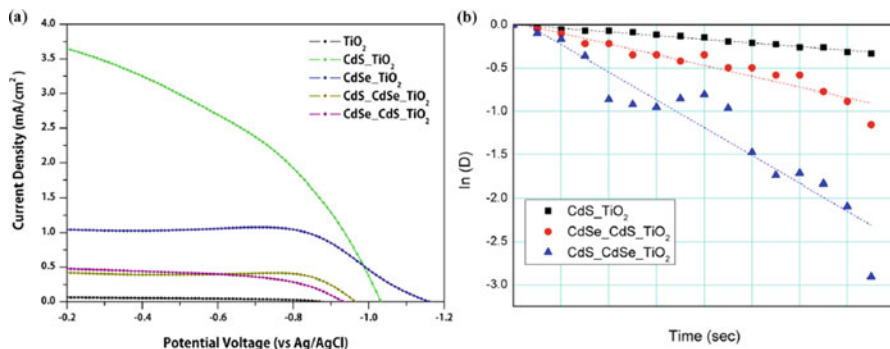 (a)
4.0
3.5
3.0
2.5
2.0
1.5
1.0
0.5
0.0
Current Density (mA/cm²)
TiO₂
CdS_TiO₂
CdSe_TiO₂
CdS_CdSe_TiO₂
CdSe_CdS_TiO₂
-0.2
-0.4
-0.6
-0.8
-1.0
-1.2
Potential Voltage (vs Ag/AgCl)
(b)
0.0
-0.5
-1.0
-1.5
-2.0
-2.5
-3.0
ln (D)
CdS_TiO₂
CdSe_CdS_TiO₂
CdS_CdSe_TiO₂
Time (sec)